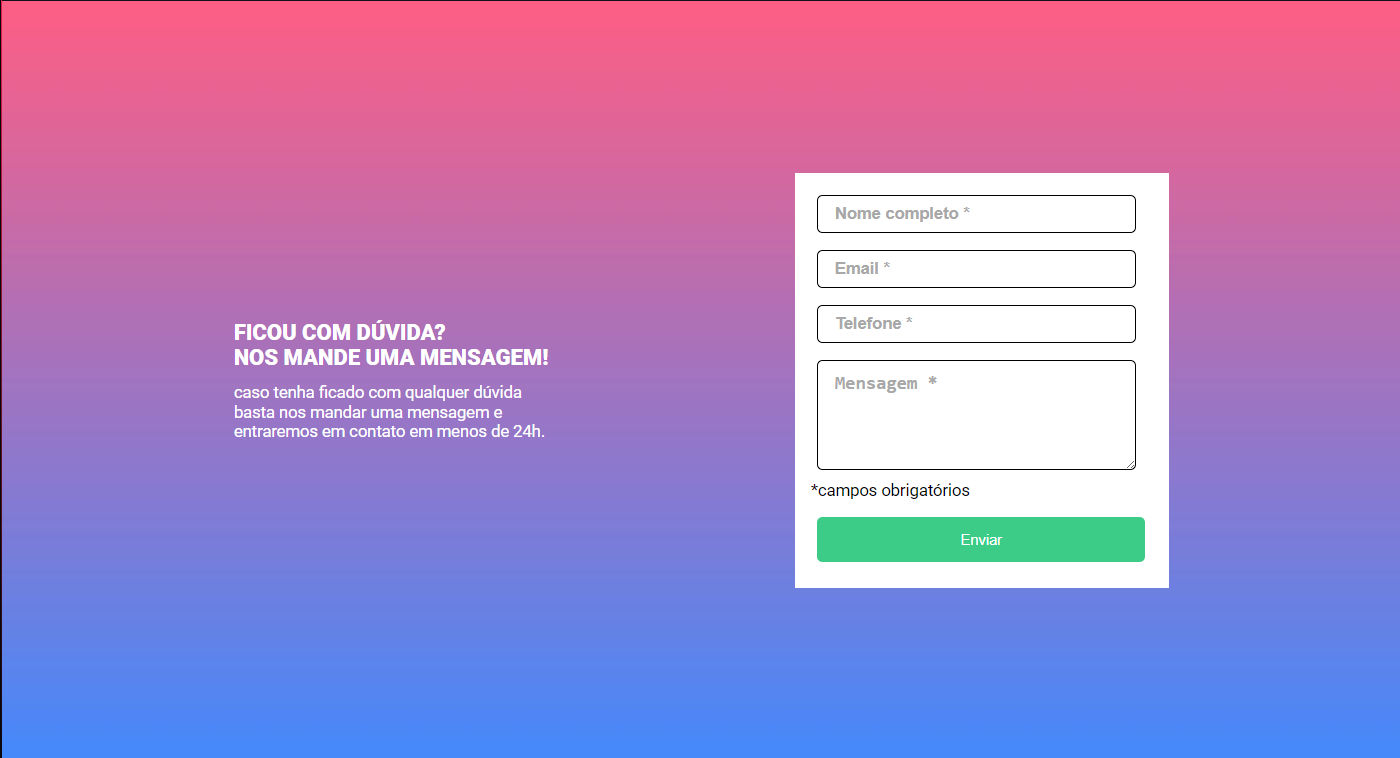 FICOU COM DÚVIDA?
NOS MANDE UMA MENSAGEM!
caso tenha ficado com qualquer dúvida
basta nos mandar uma mensagem e
entraremos em contato em menos de 24h.
Nome completo *
Email *
Telefone *
Mensagem *
*campos obrigatórios
Enviar